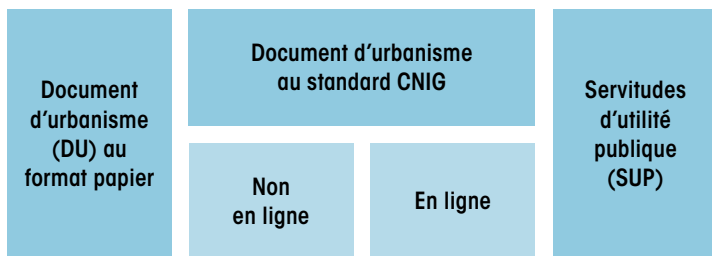 Document
d'urbanisme
(DU) au
format papier
Document d'urbanisme
au standard CNIG
Non
en ligne
En ligne
Servitudes
d'utilité
publique
(SUP)